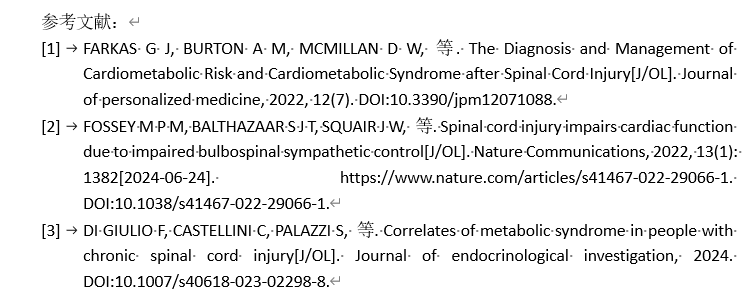 参考文献：
[1] FARKAS G J, BURTON A M, MCMILLAN D W, 等. The Diagnosis and Management of
Cardiometabolic Risk and Cardiometabolic Syndrome after Spinal Cord Injury[J/OL]. Journal
of personalized medicine, 2022, 12(7). DOI:10.3390/jpm12071088.
[2] FOSSEY M P M, BALTHAZAAR S J T, SQUAIR J W, 等. Spinal cord injury impairs cardiac function
due to impaired bulbospinal sympathetic control[J/OL]. Nature Communications, 2022, 13(1):
1382[2024-06-24]. https://www.nature.com/articles/s41467-022-29066-1.
DOI:10.1038/s41467-022-29066-1.
[3] DI GIULIO F, CASTELLINI C, PALAZZI S, 等. Correlates of metabolic syndrome in people with
chronic spinal cord injury[J/OL]. Journal of endocrinological investigation, 2024.
DOI:10.1007/s40618-023-02298-8.